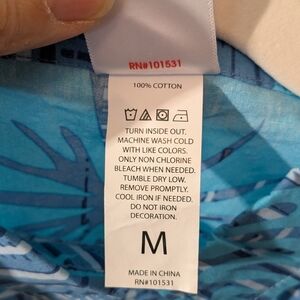 RN#101531
100% COTTON
TURN INSIDE OUT.
MACHINE WASH COLD
WITH LIKE COLORS.
ONLY NON CHLORINE
BLEACH WHEN NEEDED.
TUMBLE DRY LOW.
REMOVE PROMPTLY.
COOL IRON IF NEEDED.
DO NOT IRON
DECORATION.
M
MADE IN CHINA
RN#101531